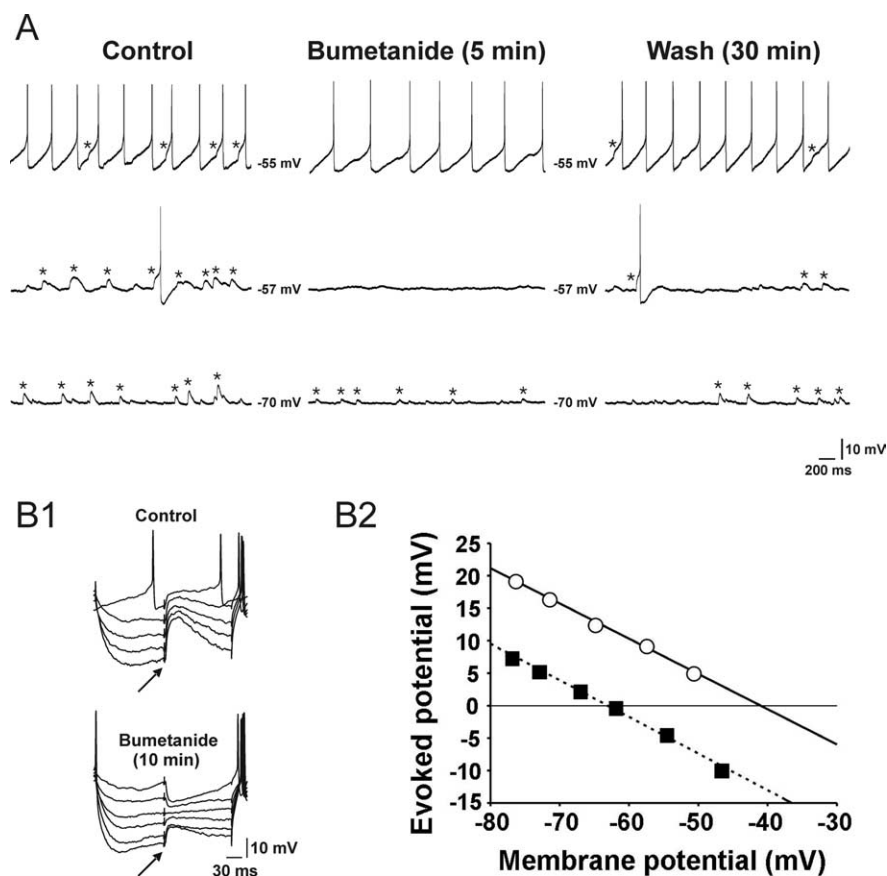 A
Control Bumetanide (5 min) Wash (30 min)
* * * * -55 mV -55 mV * *
* * * * * * * * -57 mV -57 mV * * *
* * * * * * * -70 mV * * * * * * -70 mV * * * * *
10 mV
200 ms
B1
Control
Bumetanide
(10 min)
10 mV
30 ms
B2
Evoked potential (mV)
25
20
15
10
5
0
-5
-10
-15
-80 -70 -60 -50 -40 -30
Membrane potential (mV)